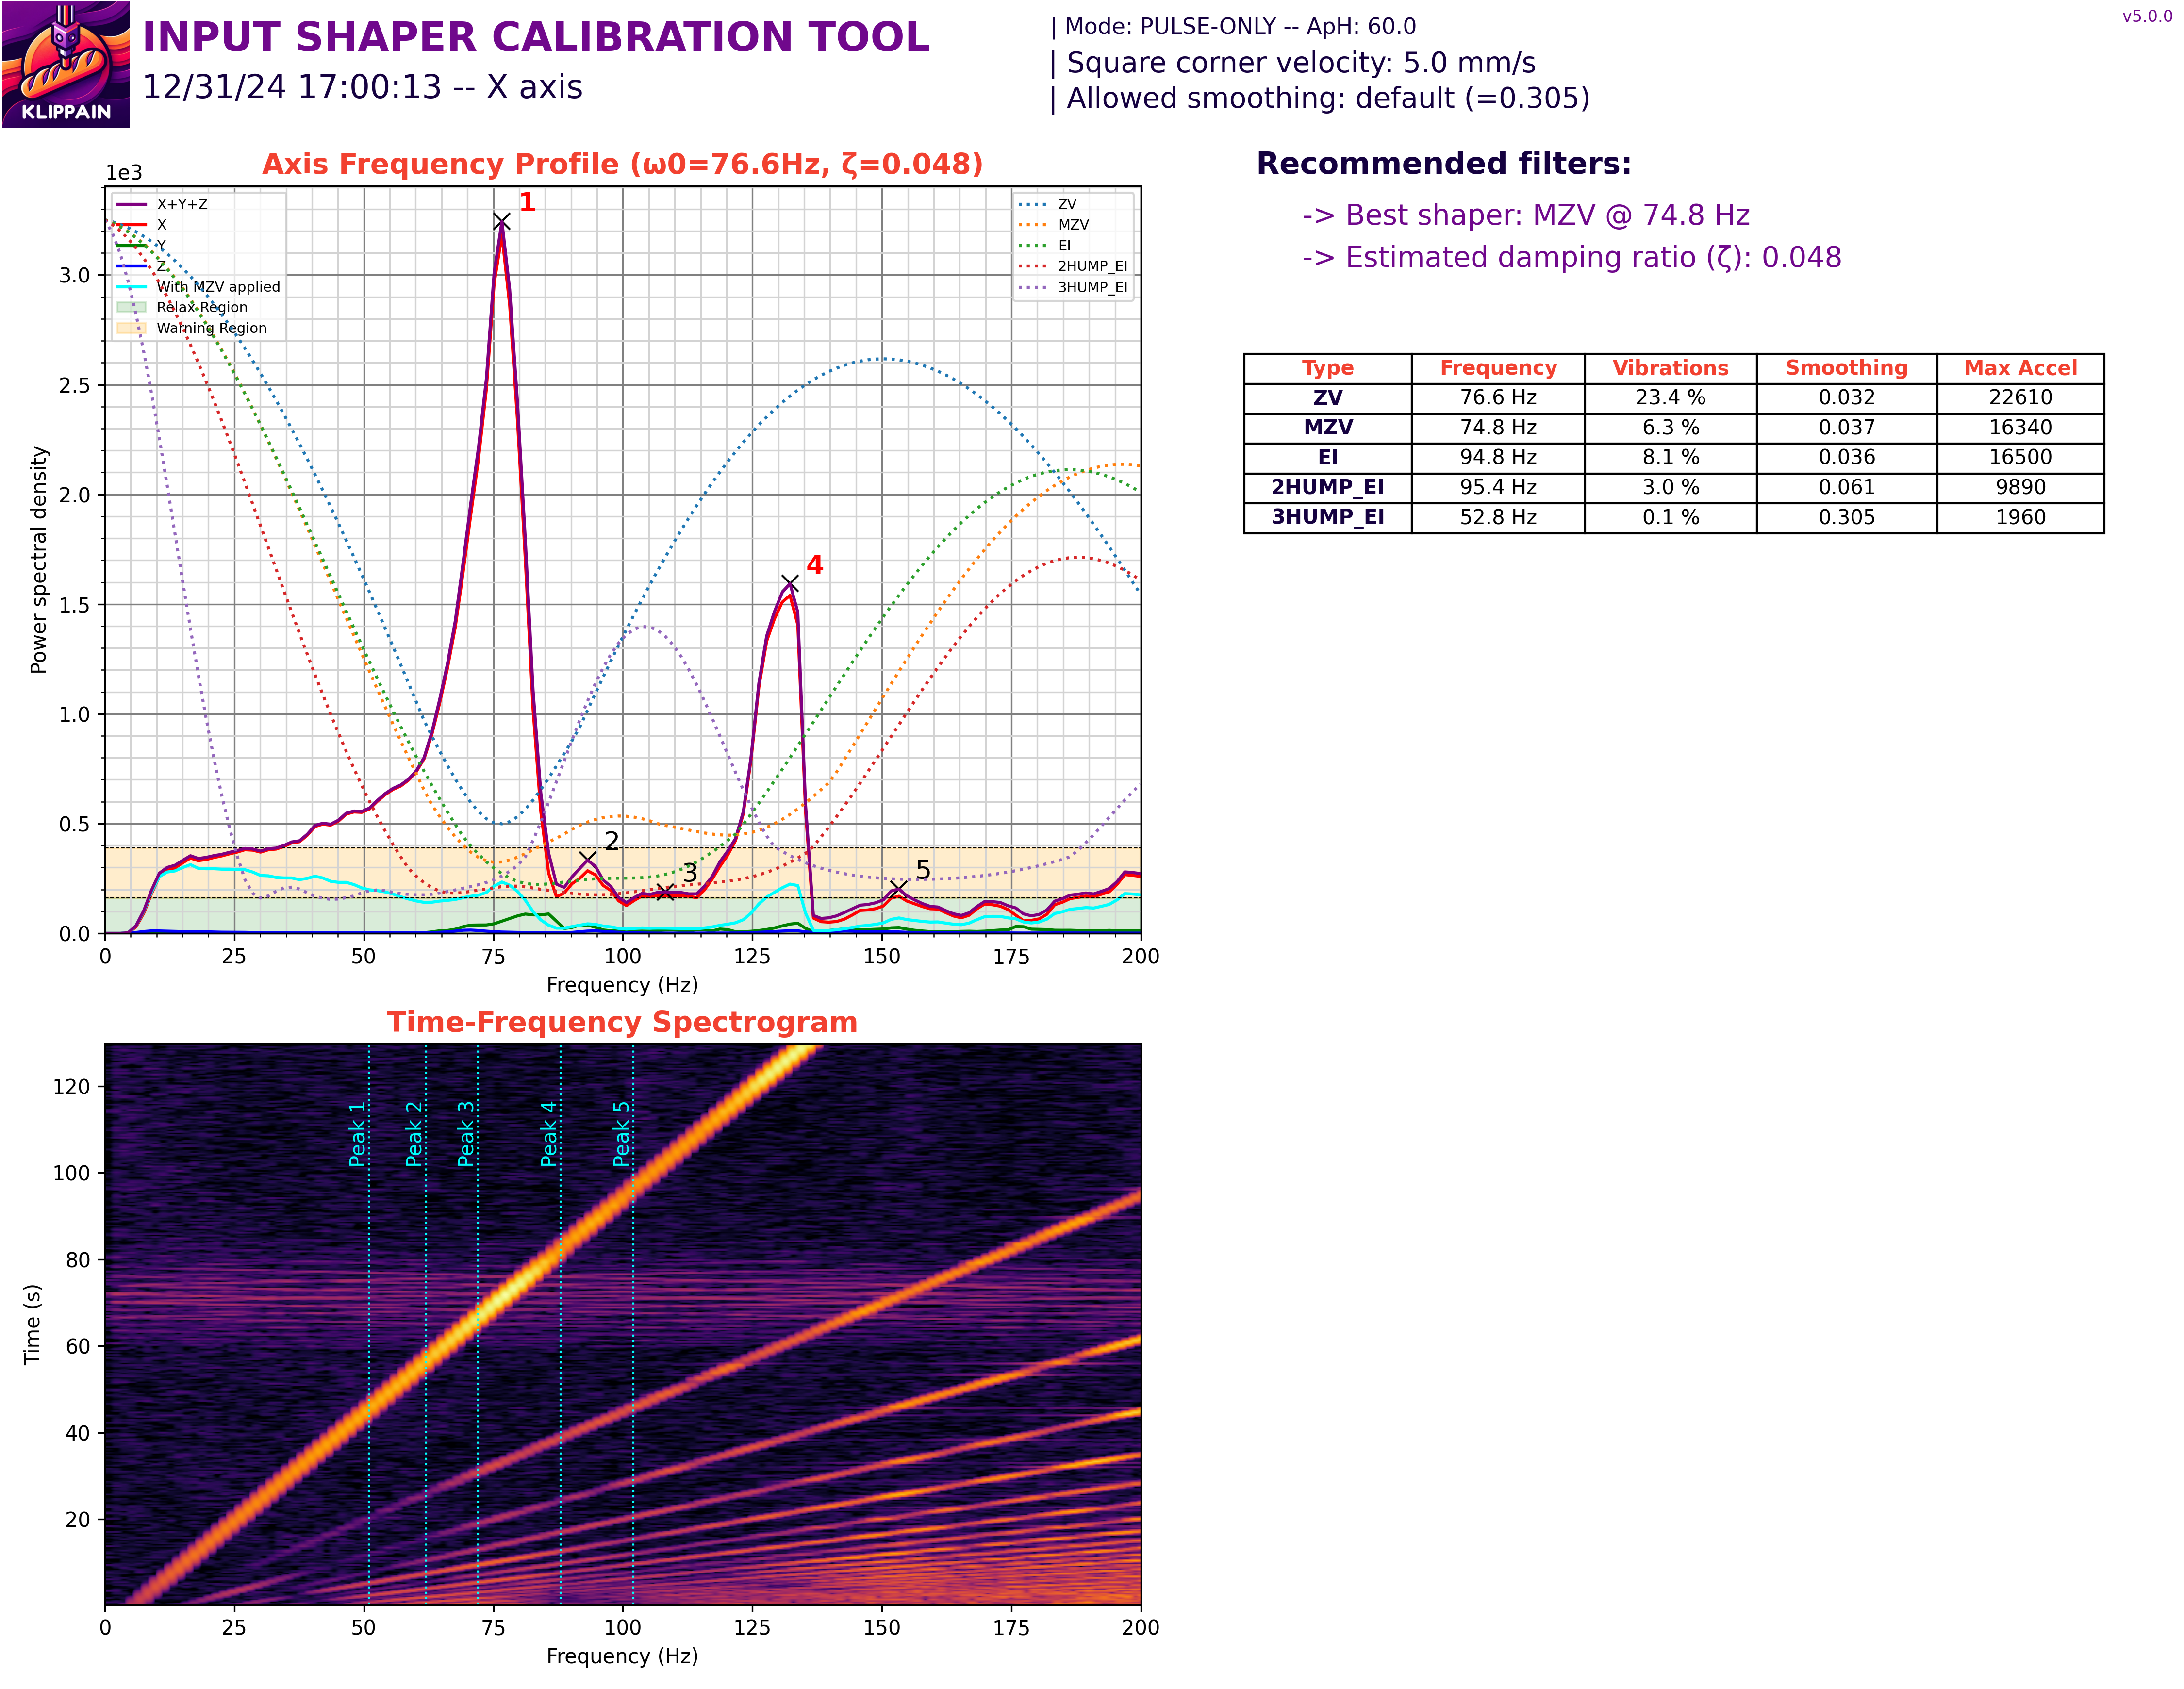 INPUT SHAPER CALIBRATION TOOL
12/31/24 17:00:13 -- X axis
KLIPPAIN
| Mode: PULSE-ONLY -- ApH: 60.0
| Square corner velocity: 5.0 mm/s
| Allowed smoothing: default (=0.305)
v5.0.0
Axis Frequency Profile (ω0=76.6Hz, ζ=0.048)
1e3
X+Y+Z
X
Y
Z
With MZV applied
Relax Region
Warning Region
ZV
MZV
EI
2HUMP_EI
3HUMP_EI
1
2
3
4
5
Power spectral density
3.0
2.5
2.0
1.5
1.0
0.5
0.0
0 25 50 75 100 125 150 175 200
Frequency (Hz)
Recommended filters:
-> Best shaper: MZV @ 74.8 Hz
-> Estimated damping ratio (ζ): 0.048
Type Frequency Vibrations Smoothing Max Accel
ZV 76.6 Hz 23.4 % 0.032 22610
MZV 74.8 Hz 6.3 % 0.037 16340
EI 94.8 Hz 8.1 % 0.036 16500
2HUMP_EI 95.4 Hz 3.0 % 0.061 9890
3HUMP_EI 52.8 Hz 0.1 % 0.305 1960
Time-Frequency Spectrogram
Peak 1
Peak 2
Peak 3
Peak 4
Peak 5
Time (s)
120
100
80
60
40
20
0 25 50 75 100 125 150 175 200
Frequency (Hz)